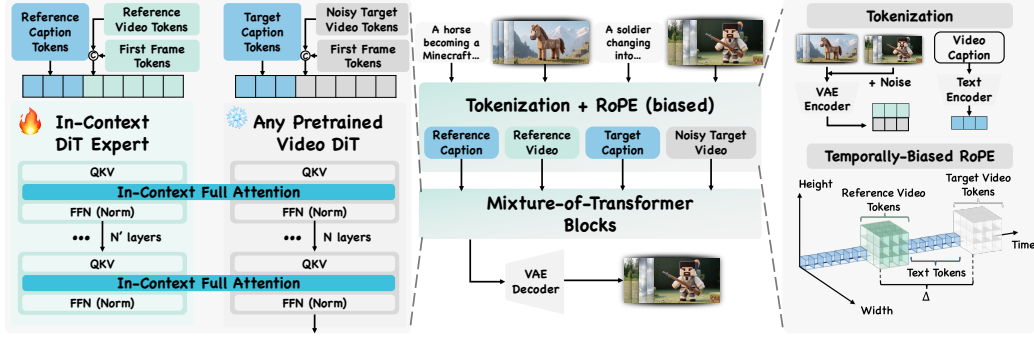 Reference
Caption
Tokens
Reference
Video Tokens
C
First Frame
Tokens
Target
Caption
Tokens
Noisy Target
Video Tokens
C
First Frame
Tokens
In-Context
DiT Expert
QKV
In-Context Full Attention
FFN (Norm)
••• N' layers
QKV
In-Context Full Attention
FFN (Norm)
Any Pretrained
Video DiT
QKV
FFN (Norm)
••• N layers
QKV
FFN (Norm)
A horse
becoming a
Minecraft...
A soldier
changing
into...
Tokenization + RoPE (biased)
Reference
Caption
Reference
Video
Target
Caption
Noisy Target
Video
Mixture-of-Transformer
Blocks
VAE
Decoder
Tokenization
+ Noise
VAE
Encoder
Video
Caption
Text
Encoder
Temporally-Biased RoPE
Height
Reference Video
Tokens
Target Video
Tokens
Time
Text Tokens
Δ
Width